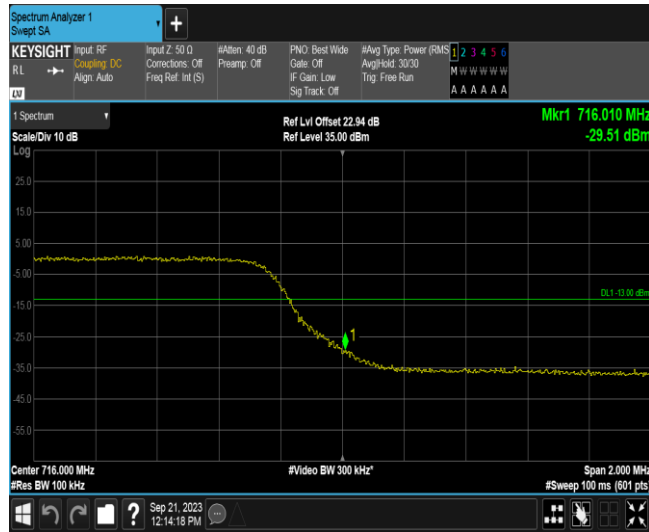 Spectrum Analyzer 1
Swept SA
+
KEYSIGHT
RL
LXI
Input: RF
Coupling: DC
Align: Auto
Input Z: 50 Ω
Corrections: Off
Freq Ref: Int (S)
#Atten: 40 dB
Preamp: Off
PNO: Best Wide
Gate: Off
IF Gain: Low
Sig Track: Off
#Avg Type: Power (RMS
Avg|Hold: 30/30
Trig: Free Run
1 2 3 4 5 6
M W W W W W
A A A A A A
1 Spectrum
Scale/Div 10 dB
Log
Ref Lvl Offset 22.94 dB
Ref Level 35.00 dBm
Mkr1 716.010 MHz
-29.51 dBm
25.0
15.0
5.00
-5.00
-15.0
-25.0
-35.0
-45.0
-55.0
DL1 -13.00 dBm
1
Center 716.000 MHz
#Res BW 100 kHz
#Video BW 300 kHz*
Span 2.000 MHz
#Sweep 100 ms (601 pts)
?
Sep 21, 2023
12:14:18 PM